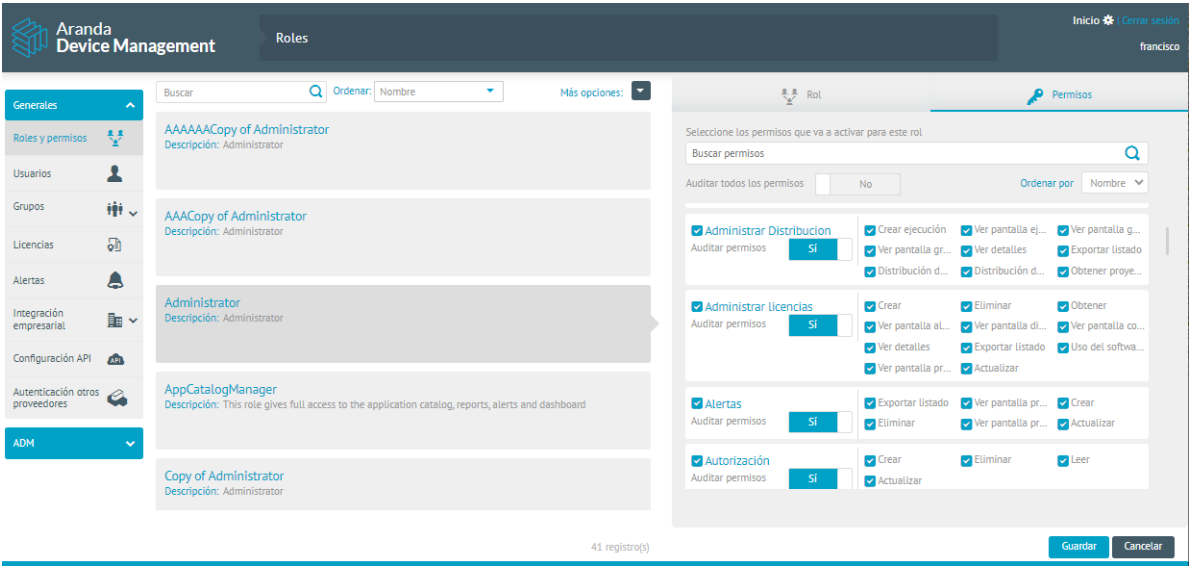 Aranda
Device Management
Roles
Inicio | Cerrar sesión
francisco
Generales
Roles y permisos
Usuarios
Grupos
Licencias
Alertas
Integración
empresarial
Configuración API
API
Autenticación otros
proveedores
ADM
Buscar
Ordenar: Nombre
Más opciones:
AAAAAACopy of Administrator
Descripción: Administrator
AAACopy of Administrator
Descripción: Administrator
Administrator
Descripción: Administrator
AppCatalogManager
Descripción: This role gives full access to the application catalog, reports, alerts and dashboard
Copy of Administrator
Descripción: Administrator
41 registro(s)
Rol
Permisos
Seleccione los permisos que va a activar para este rol
Buscar permisos
Auditar todos los permisos No
Ordenar por Nombre
Administrar Distribucion
Auditar permisos Sí
Crear ejecución Ver pantalla ej... Ver pantalla g...
Ver pantalla gr... Ver detalles Exportar listado
Distribución d... Distribución d... Obtener proye...
Administrar licencias
Auditar permisos Sí
Crear Eliminar Obtener
Ver pantalla al... Ver pantalla di... Ver pantalla co...
Ver detalles Exportar listado Uso del softwa...
Ver pantalla pr... Actualizar
Alertas
Auditar permisos Sí
Exportar listado Ver pantalla pr... Crear
Eliminar Ver pantalla pr... Actualizar
Autorización
Auditar permisos Sí
Crear Eliminar Leer
Actualizar
Guardar Cancelar